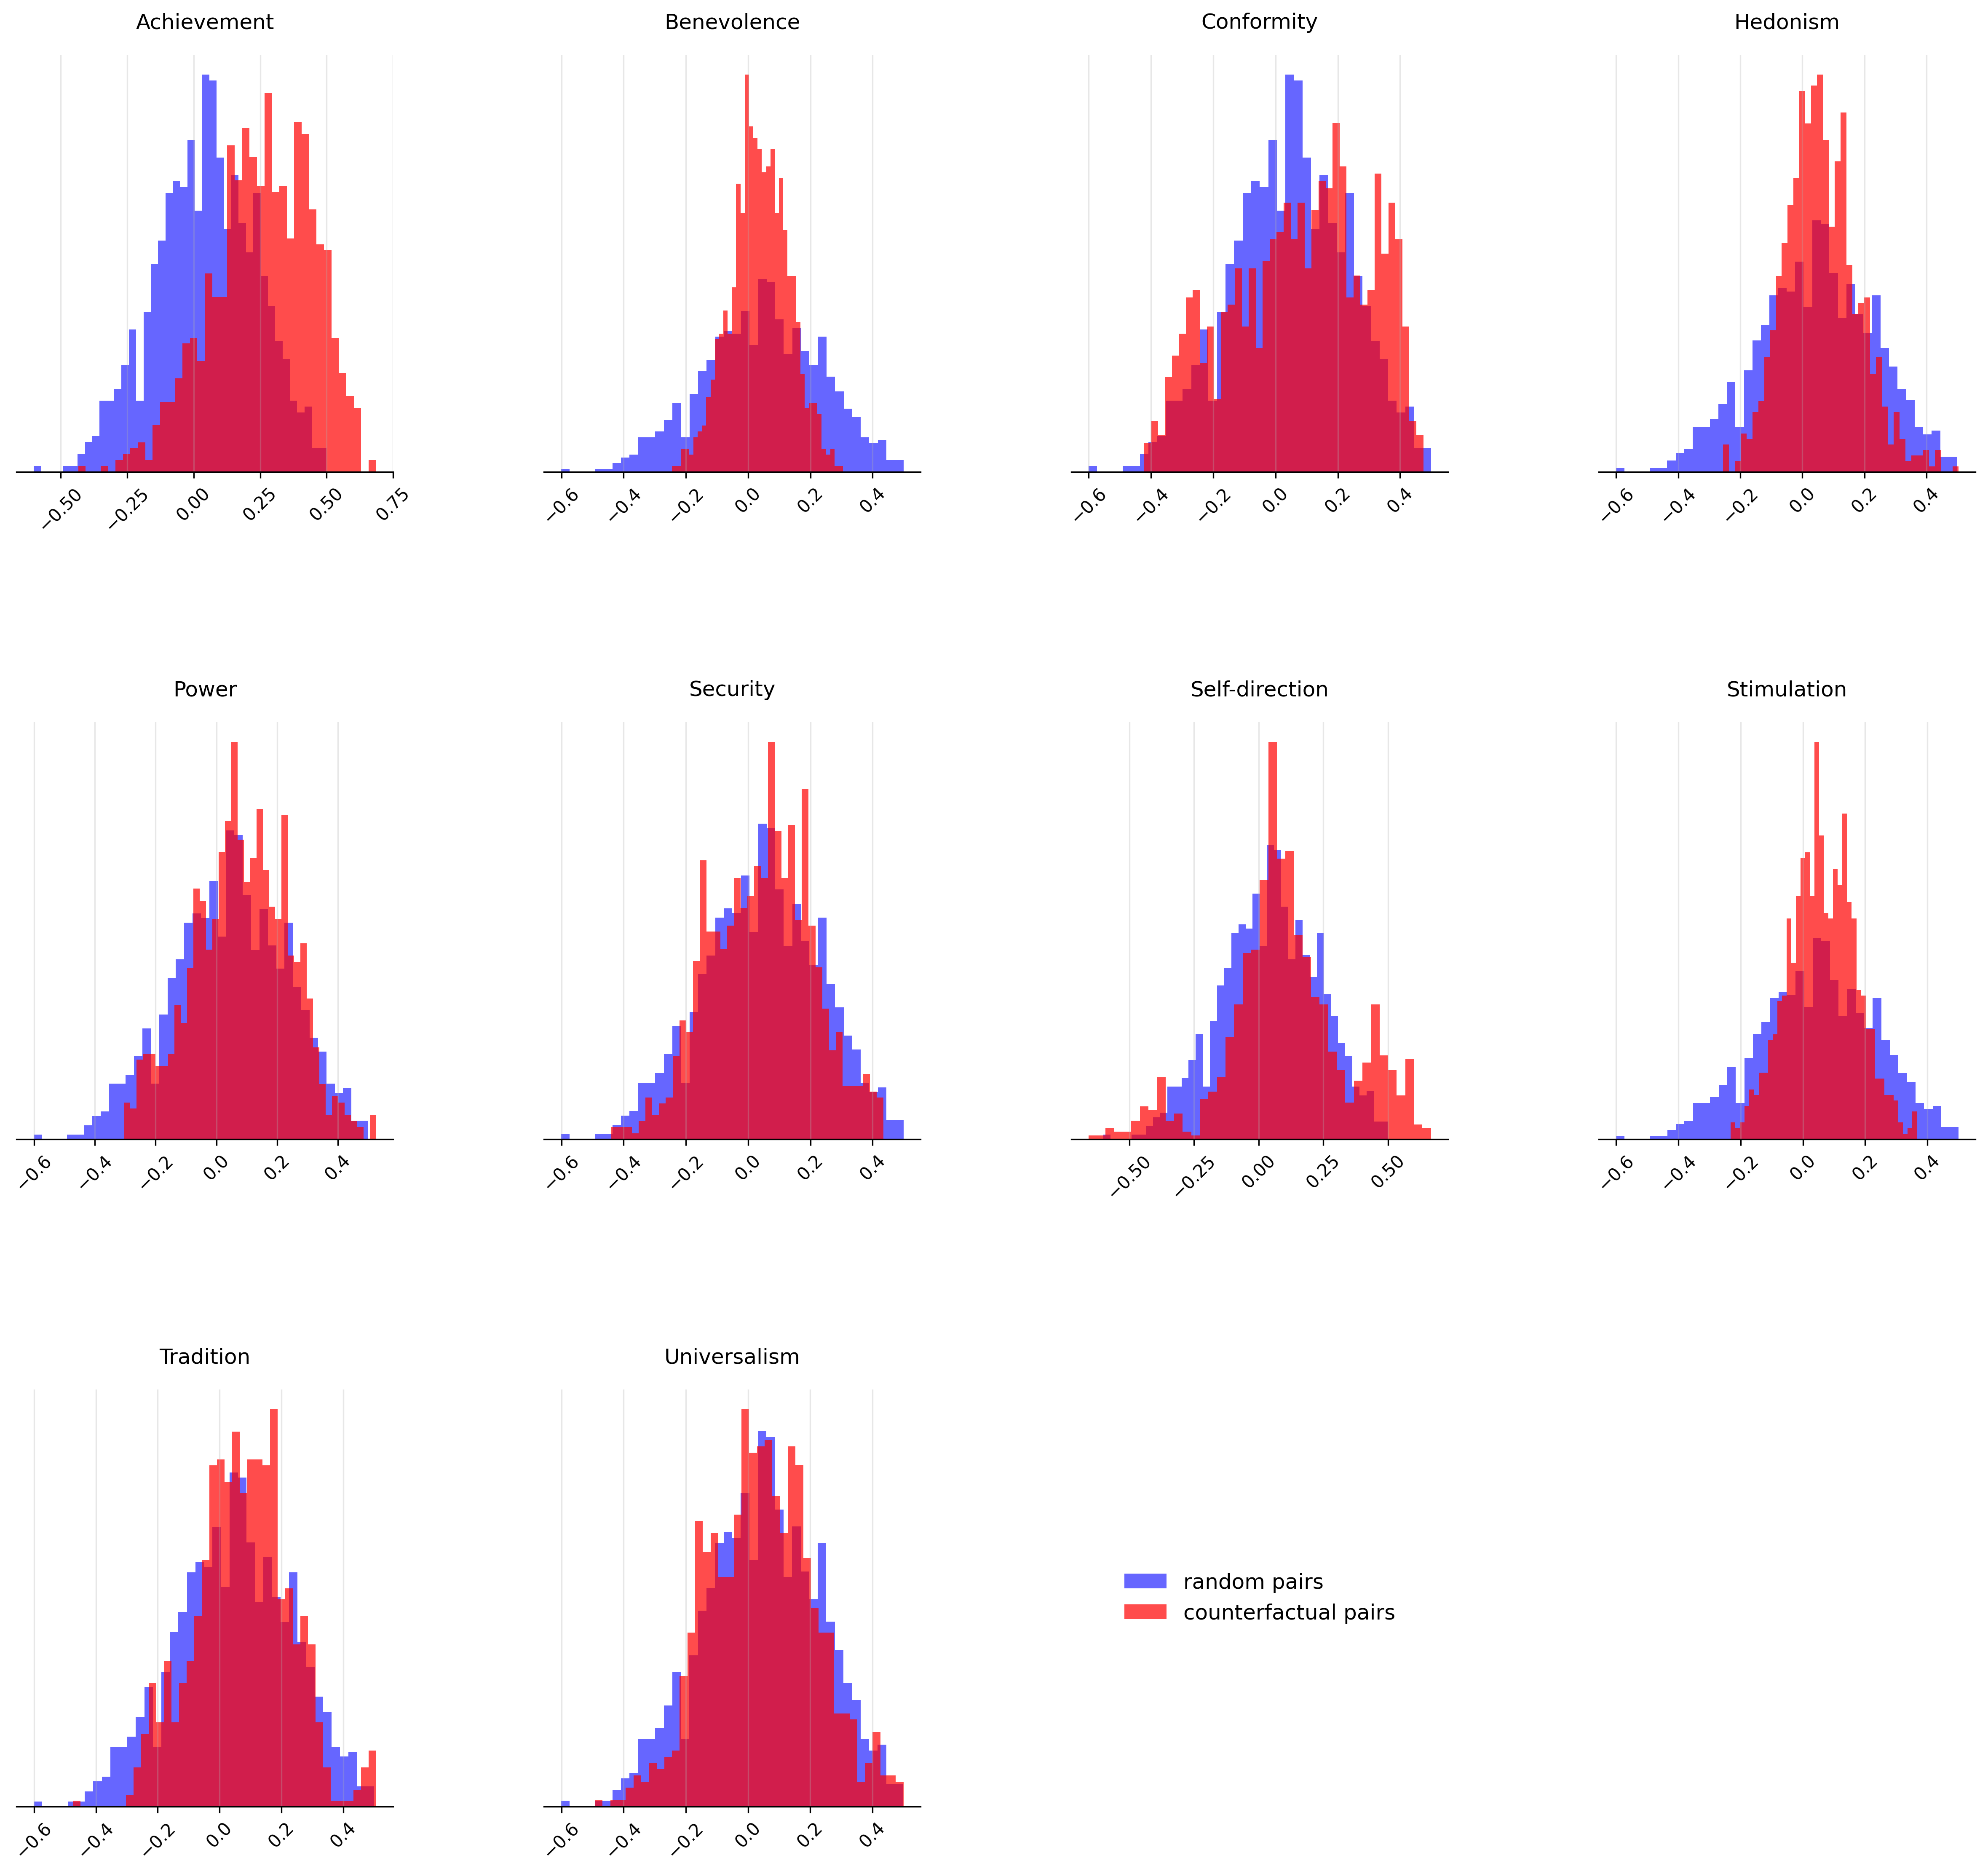 Achievement
Benevolence
Conformity
Hedonism
−0.50 −0.25 0.00 0.25 0.50 0.75
−0.6 −0.4 −0.2 0.0 0.2 0.4
−0.6 −0.4 −0.2 0.0 0.2 0.4
−0.6 −0.4 −0.2 0.0 0.2 0.4
Power
Security
Self-direction
Stimulation
−0.6 −0.4 −0.2 0.0 0.2 0.4
−0.6 −0.4 −0.2 0.0 0.2 0.4
−0.50 −0.25 0.00 0.25 0.50
−0.6 −0.4 −0.2 0.0 0.2 0.4
Tradition
Universalism
random pairs
counterfactual pairs
−0.6 −0.4 −0.2 0.0 0.2 0.4
−0.6 −0.4 −0.2 0.0 0.2 0.4